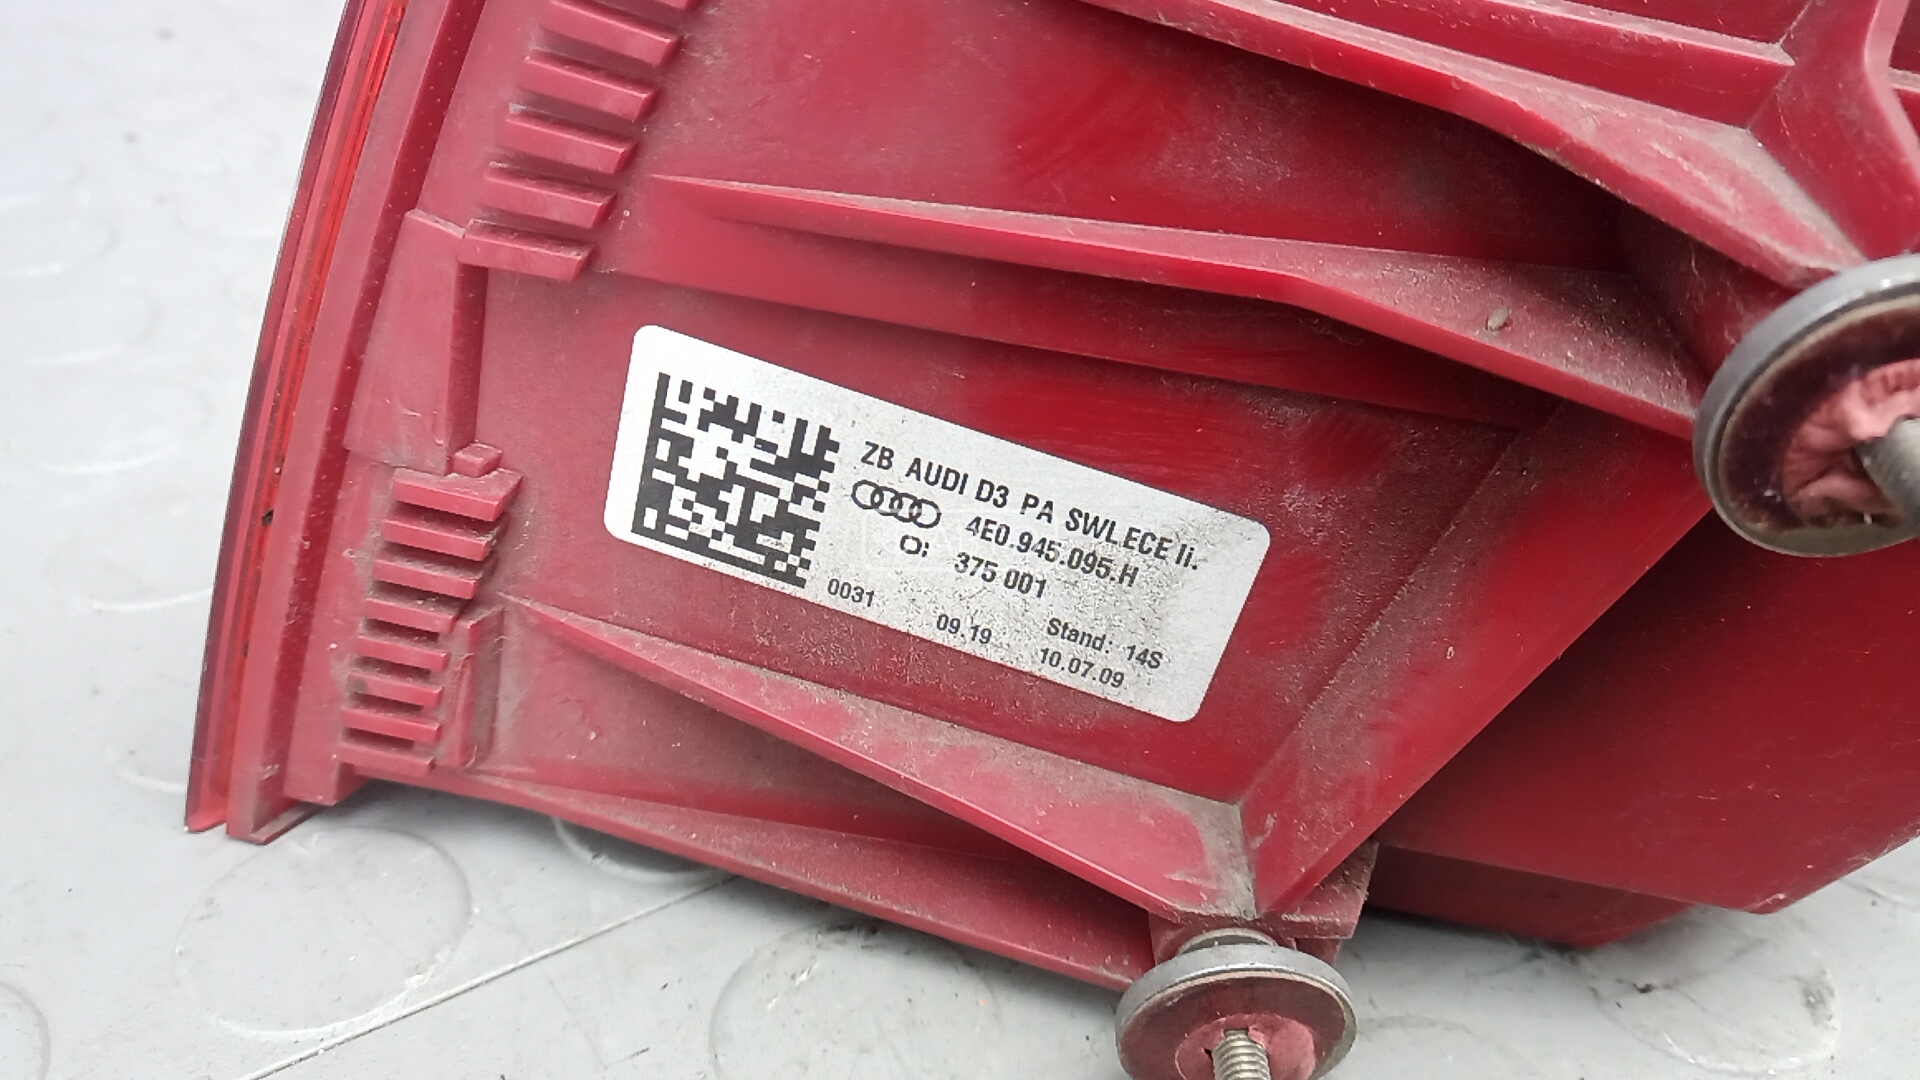 ZB AUDI D3 PA SWLECE li.
4E0.945.095.H
375 001
0031
Stand: 14S
09.19
10.07.09